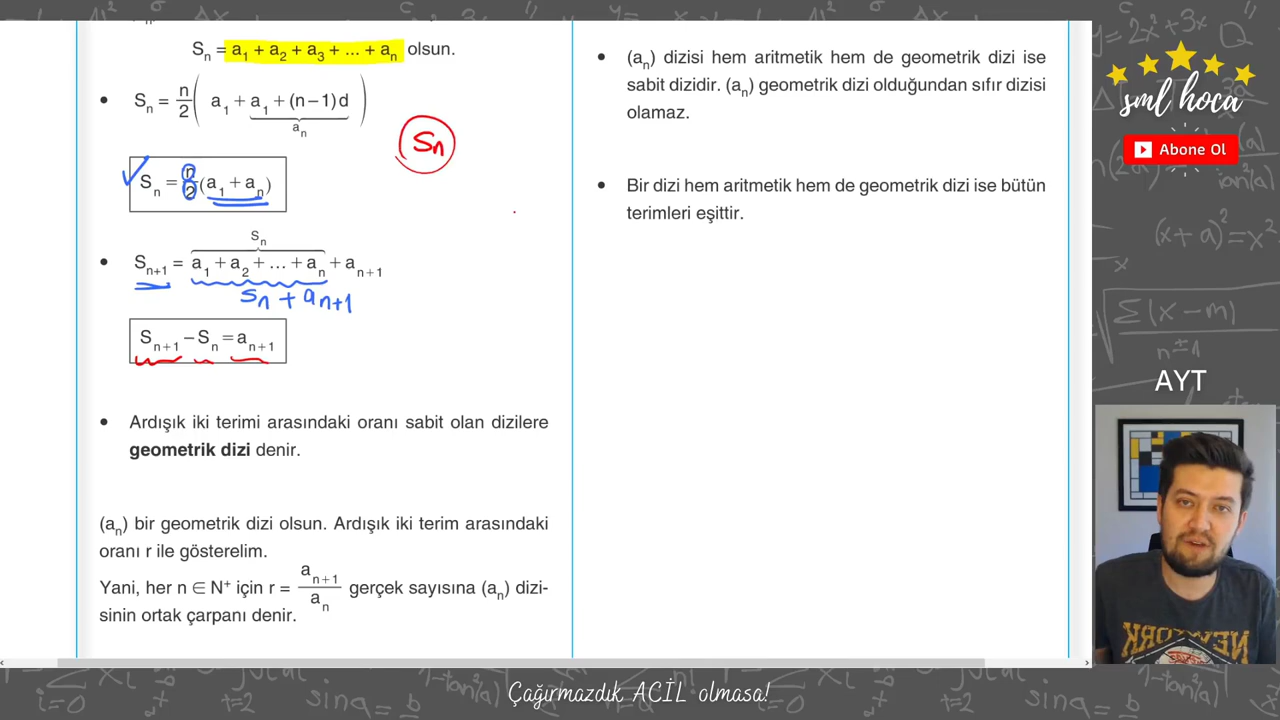 Sₙ = a₁ + a₂ + a₃ + ... + aₙ olsun.
• Sₙ = n/2 ( a₁ + a₁ + (n – 1)d )
aₙ
Sn
Sₙ = n/2 (a₁ + aₙ)
Sₙ
• Sₙ₊₁ = a₁ + a₂ + ... + aₙ + aₙ₊₁
Sn + an+1
Sₙ₊₁ – Sₙ = aₙ₊₁
• Ardışık iki terimi arasındaki oranı sabit olan dizilere
geometrik dizi denir.
(aₙ) bir geometrik dizi olsun. Ardışık iki terim arasındaki
oranı r ile gösterelim.
Yani, her n ∈ N⁺ için r = aₙ₊₁/aₙ gerçek sayısına (aₙ) dizi-
sinin ortak çarpanı denir.
• (aₙ) dizisi hem aritmetik hem de geometrik dizi ise
sabit dizidir. (aₙ) geometrik dizi olduğundan sıfır dizisi
olamaz.
• Bir dizi hem aritmetik hem de geometrik dizi ise bütün
terimleri eşittir.
sml hoca
Abone Ol
AYT
NEWYORK
Çağırmazdık ACİL olmasa!